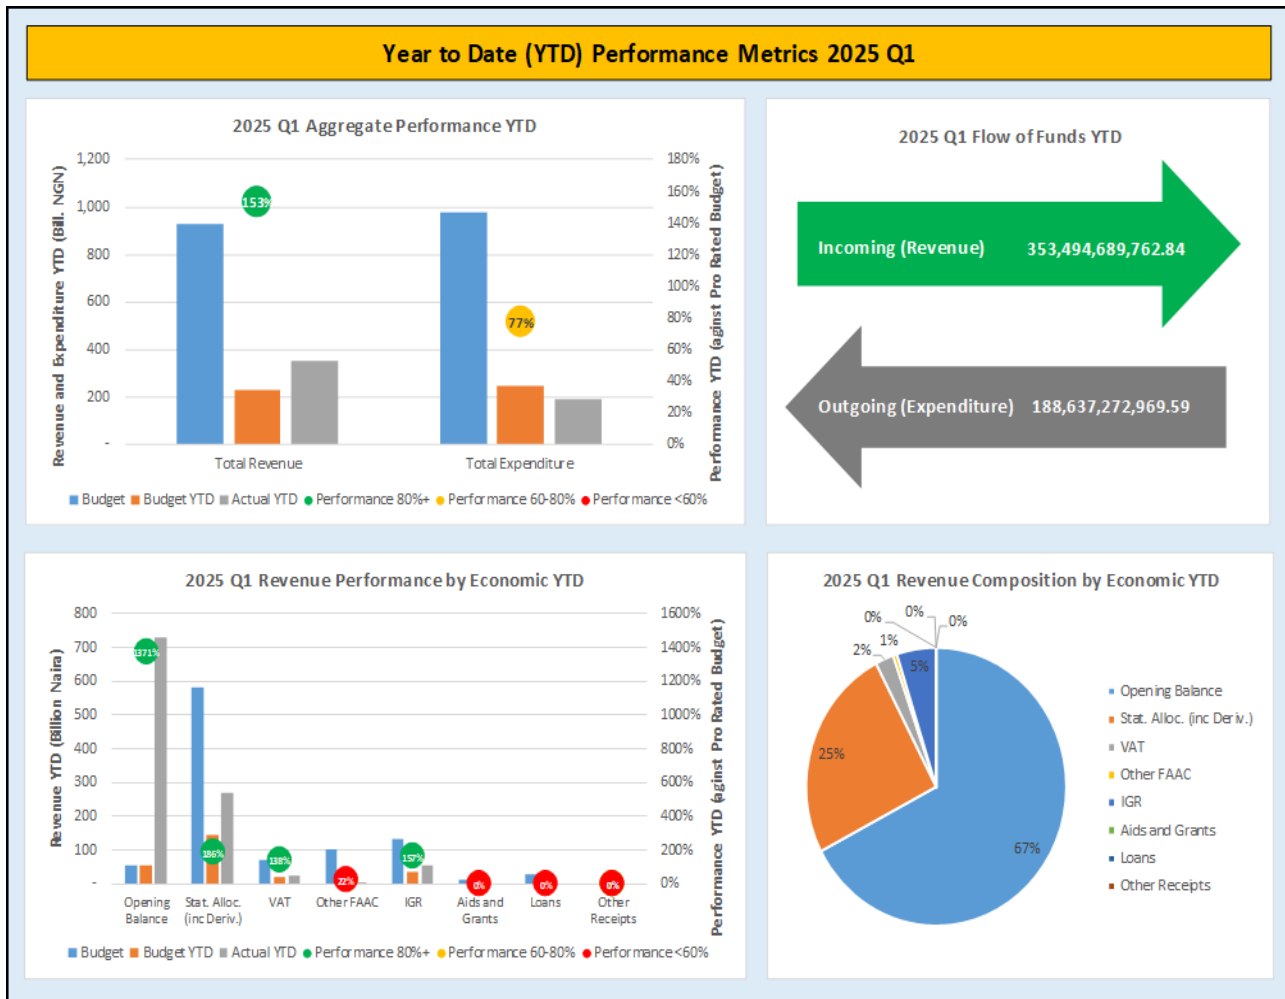 Year to Date (YTD) Performance Metrics 2025 Q1
2025 Q1 Aggregate Performance YTD
Revenue and Expenditure YTD (Bill. NGN)
1,200
1,000
800
600
400
200
-
153%
77%
180%
160%
140%
120%
100%
80%
60%
40%
20%
0%
Performance YTD (aginst Pro Rated Budget)
Total Revenue
Total Expenditure
Budget
Budget YTD
Actual YTD
Performance 80%+
Performance 60-80%
Performance <60%
2025 Q1 Flow of Funds YTD
Incoming (Revenue) 353,494,689,762.84
Outgoing (Expenditure) 188,637,272,969.59
2025 Q1 Revenue Performance by Economic YTD
Revenue YTD (Billion Naira)
800
700
600
500
400
300
200
100
-
1371%
186%
138%
22%
157%
0%
0%
0%
1600%
1400%
1200%
1000%
800%
600%
400%
200%
0%
Performance YTD (aginst Pro Rated Budget)
Opening
Balance
Stat. Alloc.
(inc Deriv.)
VAT
Other FAAC
IGR
Aids and
Grants
Loans
Other
Receipts
Budget
Budget YTD
Actual YTD
Performance 80%+
Performance 60-80%
Performance <60%
2025 Q1 Revenue Composition by Economic YTD
0%
0%
0%
1%
2%
5%
25%
67%
Opening Balance
Stat. Alloc. (inc Deriv.)
VAT
Other FAAC
IGR
Aids and Grants
Loans
Other Receipts